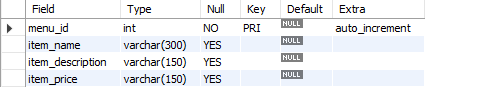 Field Type Null Key Default Extra
menu_id int NO PRI NULL auto_increment
item_name varchar(300) YES NULL
item_description varchar(150) YES NULL
item_price varchar(150) YES NULL